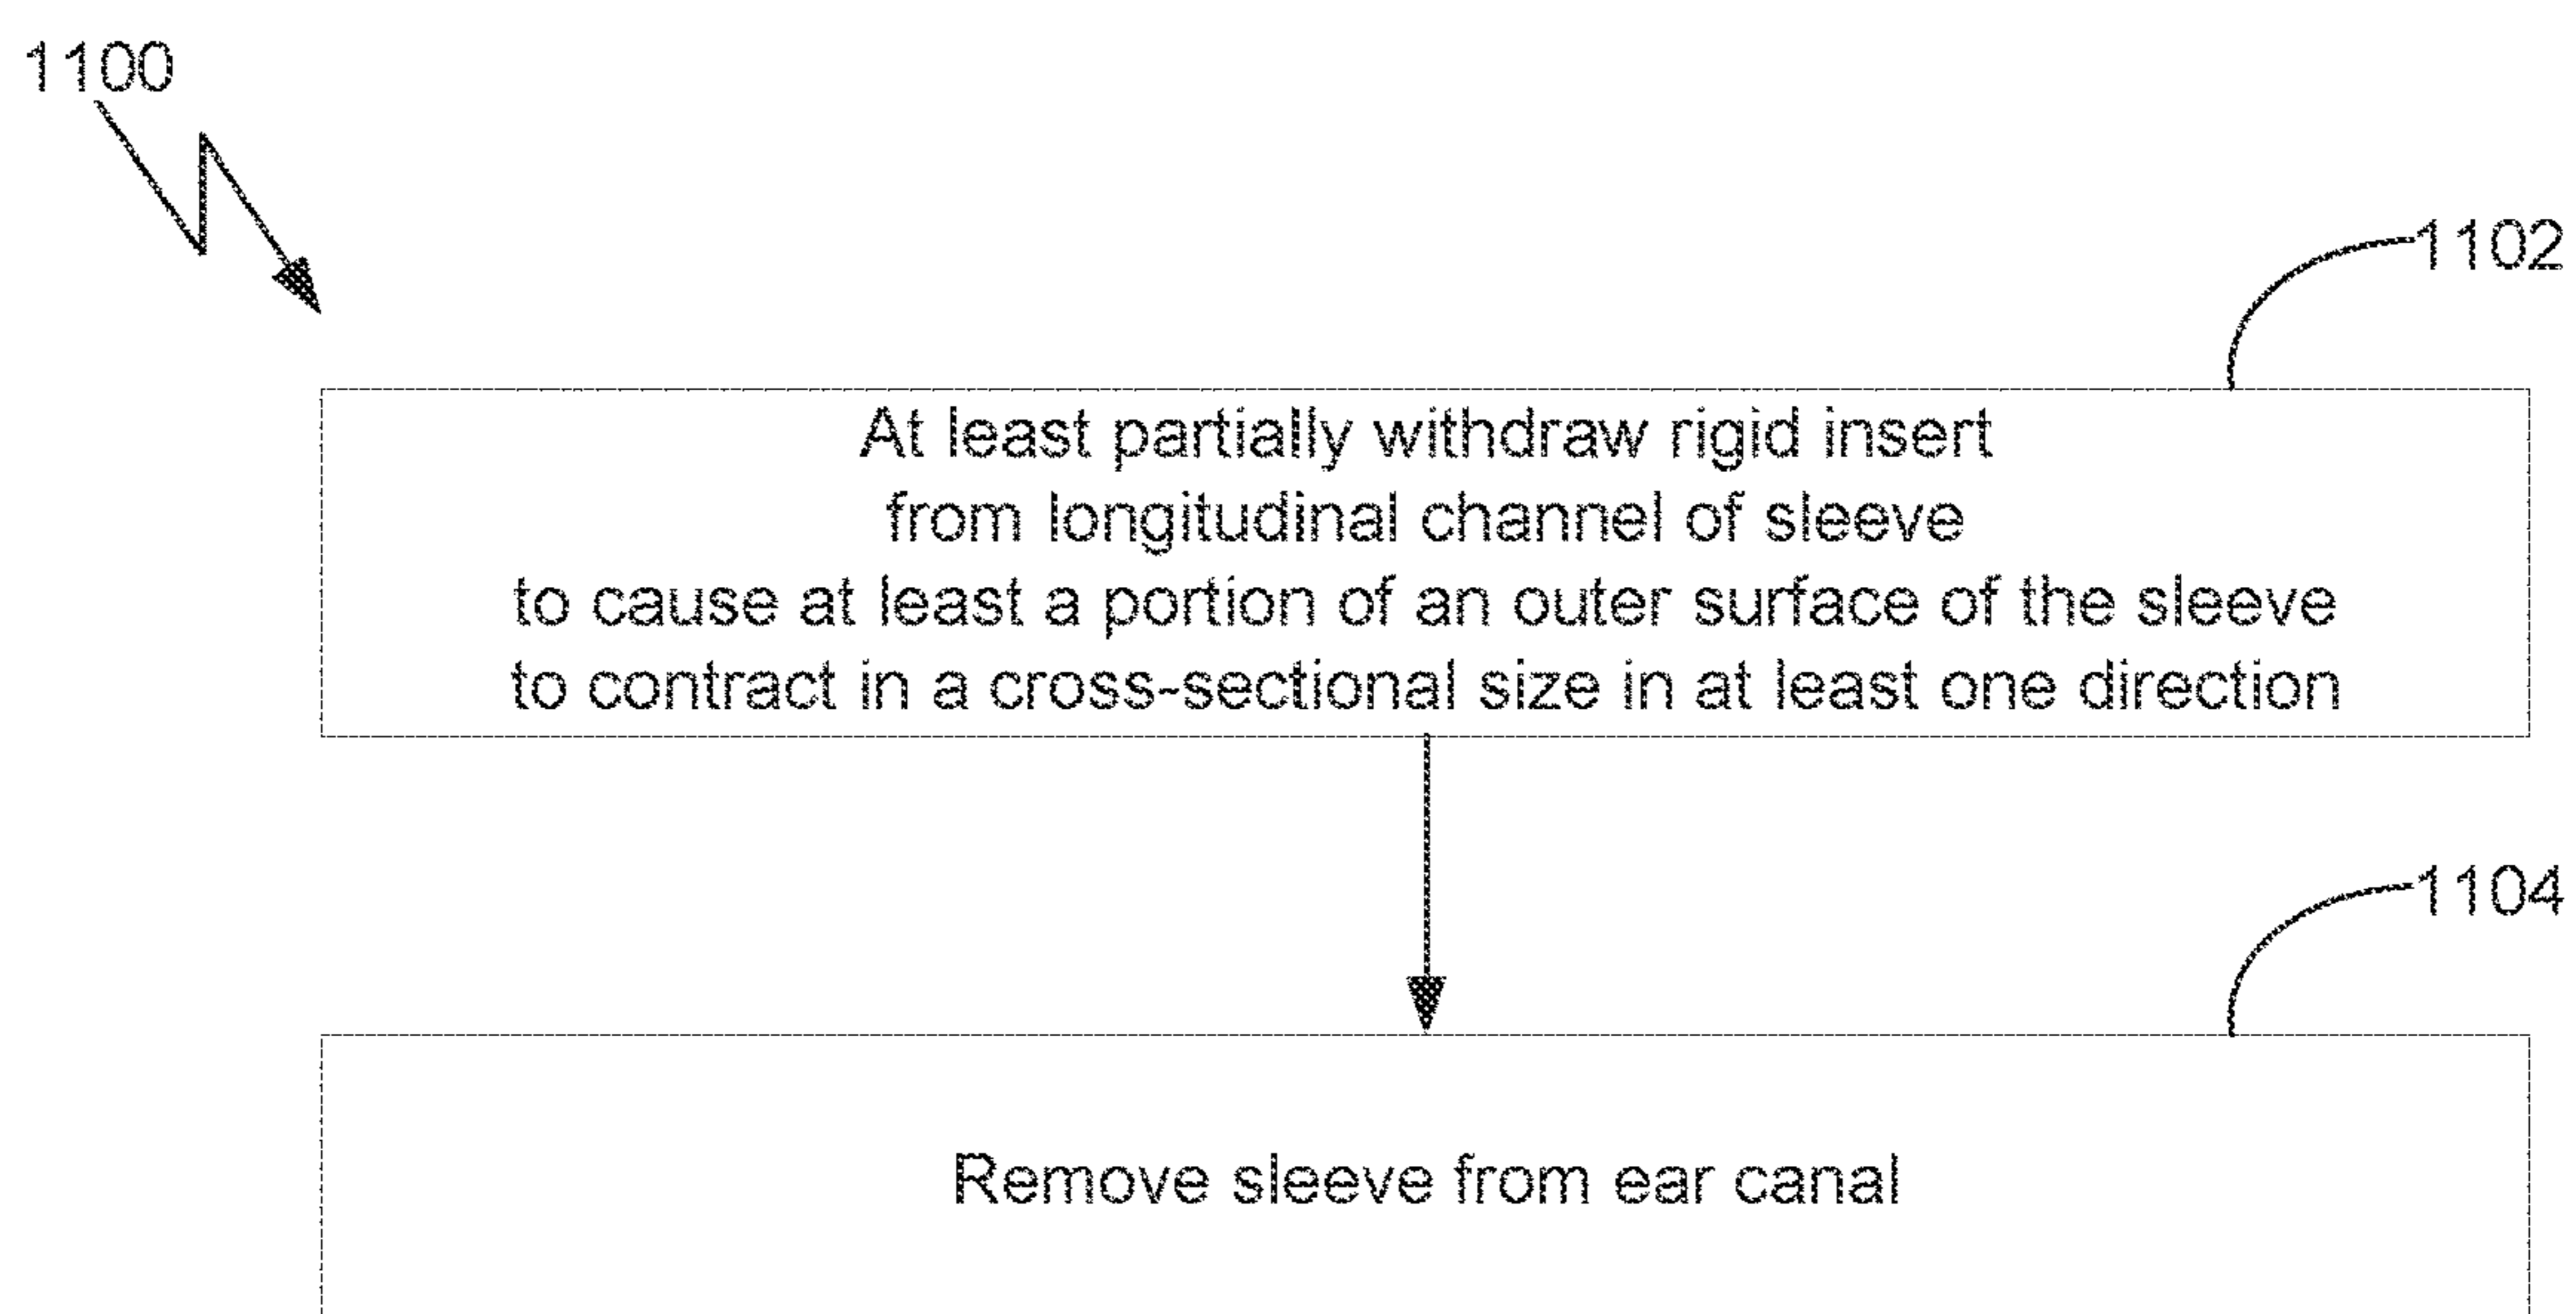 1100
1102
At least partially withdraw rigid insert
from longitudinal channel of sleeve
to cause at least a portion of an outer surface of the sleeve
to contract in a cross-sectional size in at least one direction
1104
Remove sleeve from ear canal